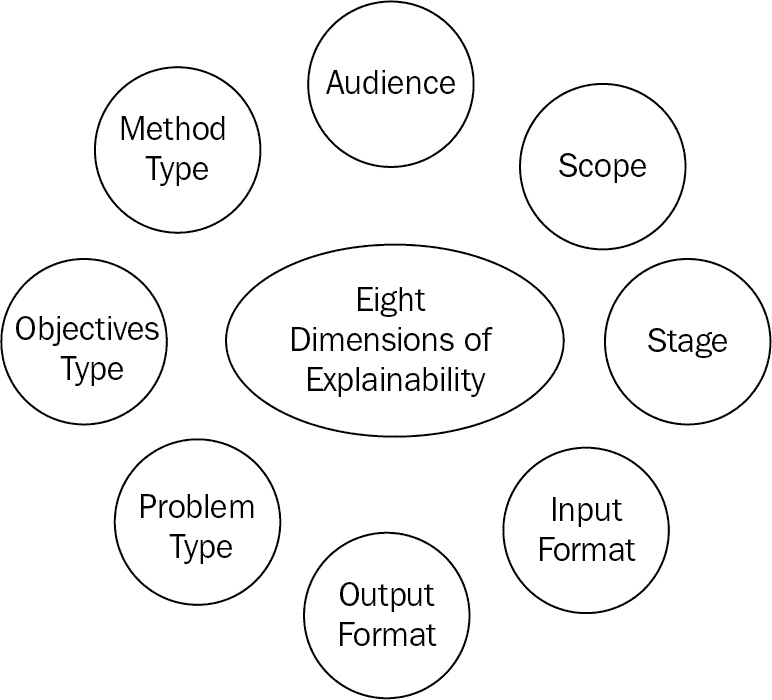 Audience
Method
Type
Scope
Eight
Dimensions of
Explainability
Objectives
Type
Stage
Problem
Type
Input
Format
Output
Format